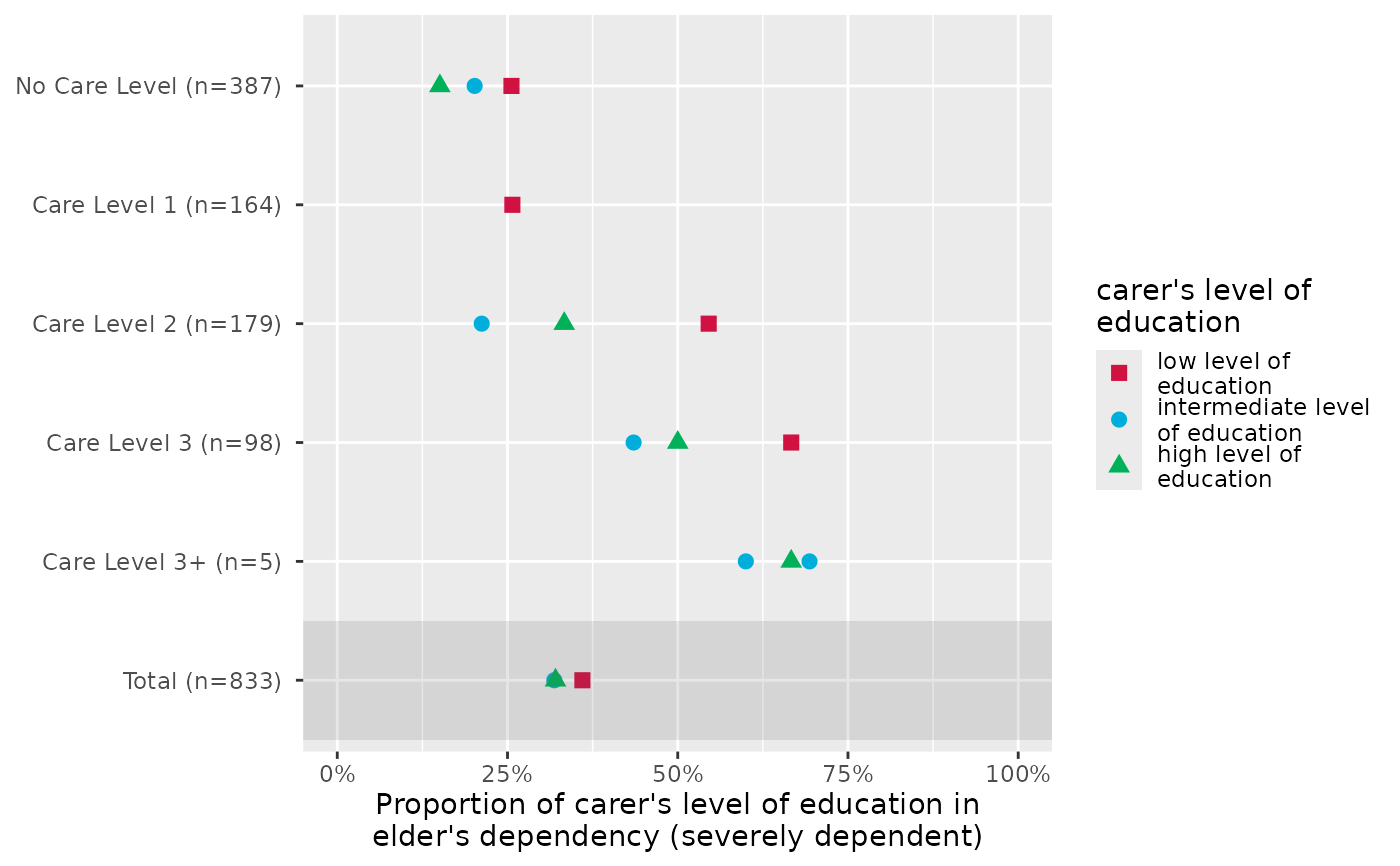 No Care Level (n=387)
Care Level 1 (n=164)
Care Level 2 (n=179)
Care Level 3 (n=98)
Care Level 3+ (n=5)
Total (n=833)
0%
25%
50%
75%
100%
Proportion of carer's level of education in
elder's dependency (severely dependent)
carer's level of
education
low level of
education
intermediate level
of education
high level of
education